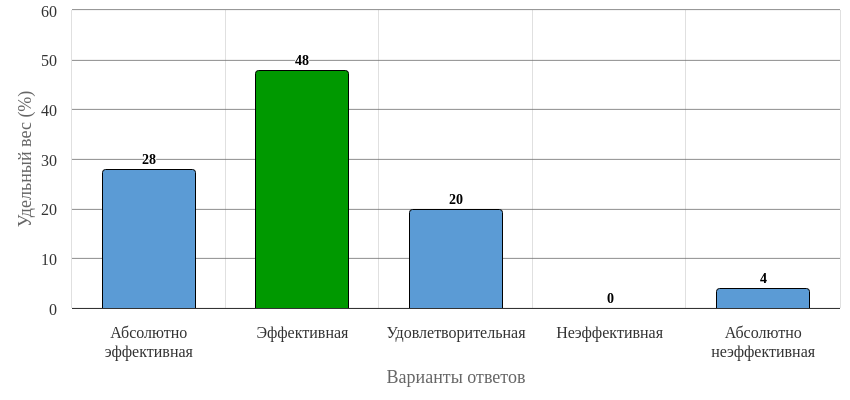 60
50
40
30
20
10
0
Удельный вес (%)
28
48
20
0
4
Абсолютно
эффективная
Эффективная
Удовлетворительная
Неэффективная
Абсолютно
неэффективная
Варианты ответов